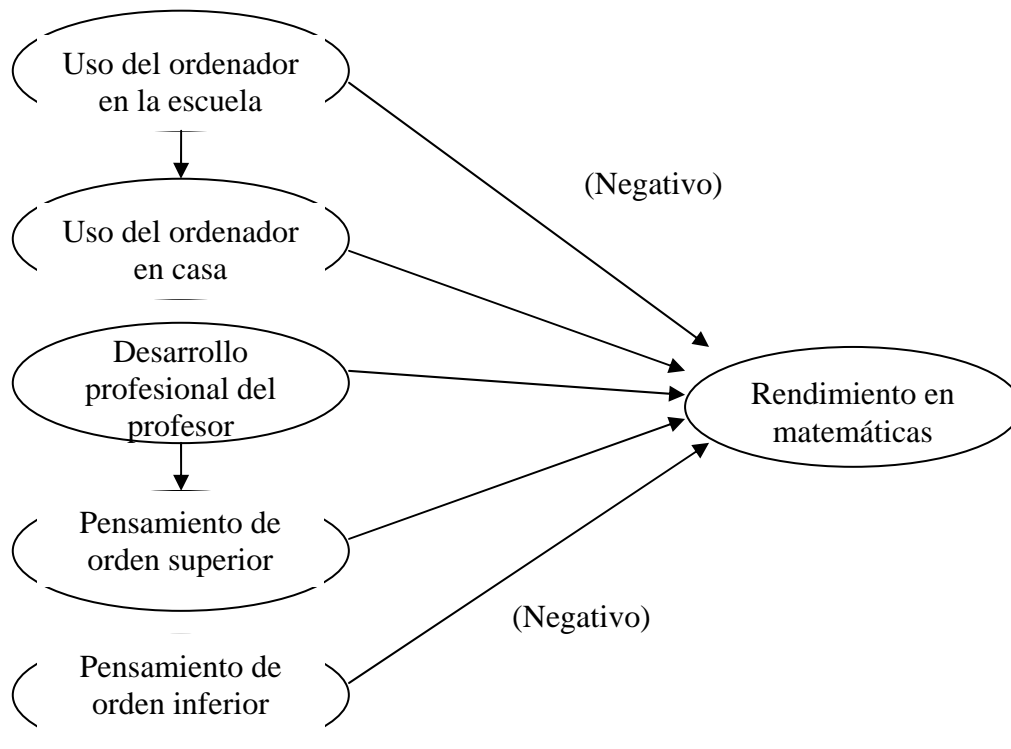 Uso del ordenador
en la escuela
(Negativo)
Uso del ordenador
en casa
Desarrollo
profesional del
profesor
Rendimiento en
matemáticas
Pensamiento de
orden superior
(Negativo)
Pensamiento de
orden inferior